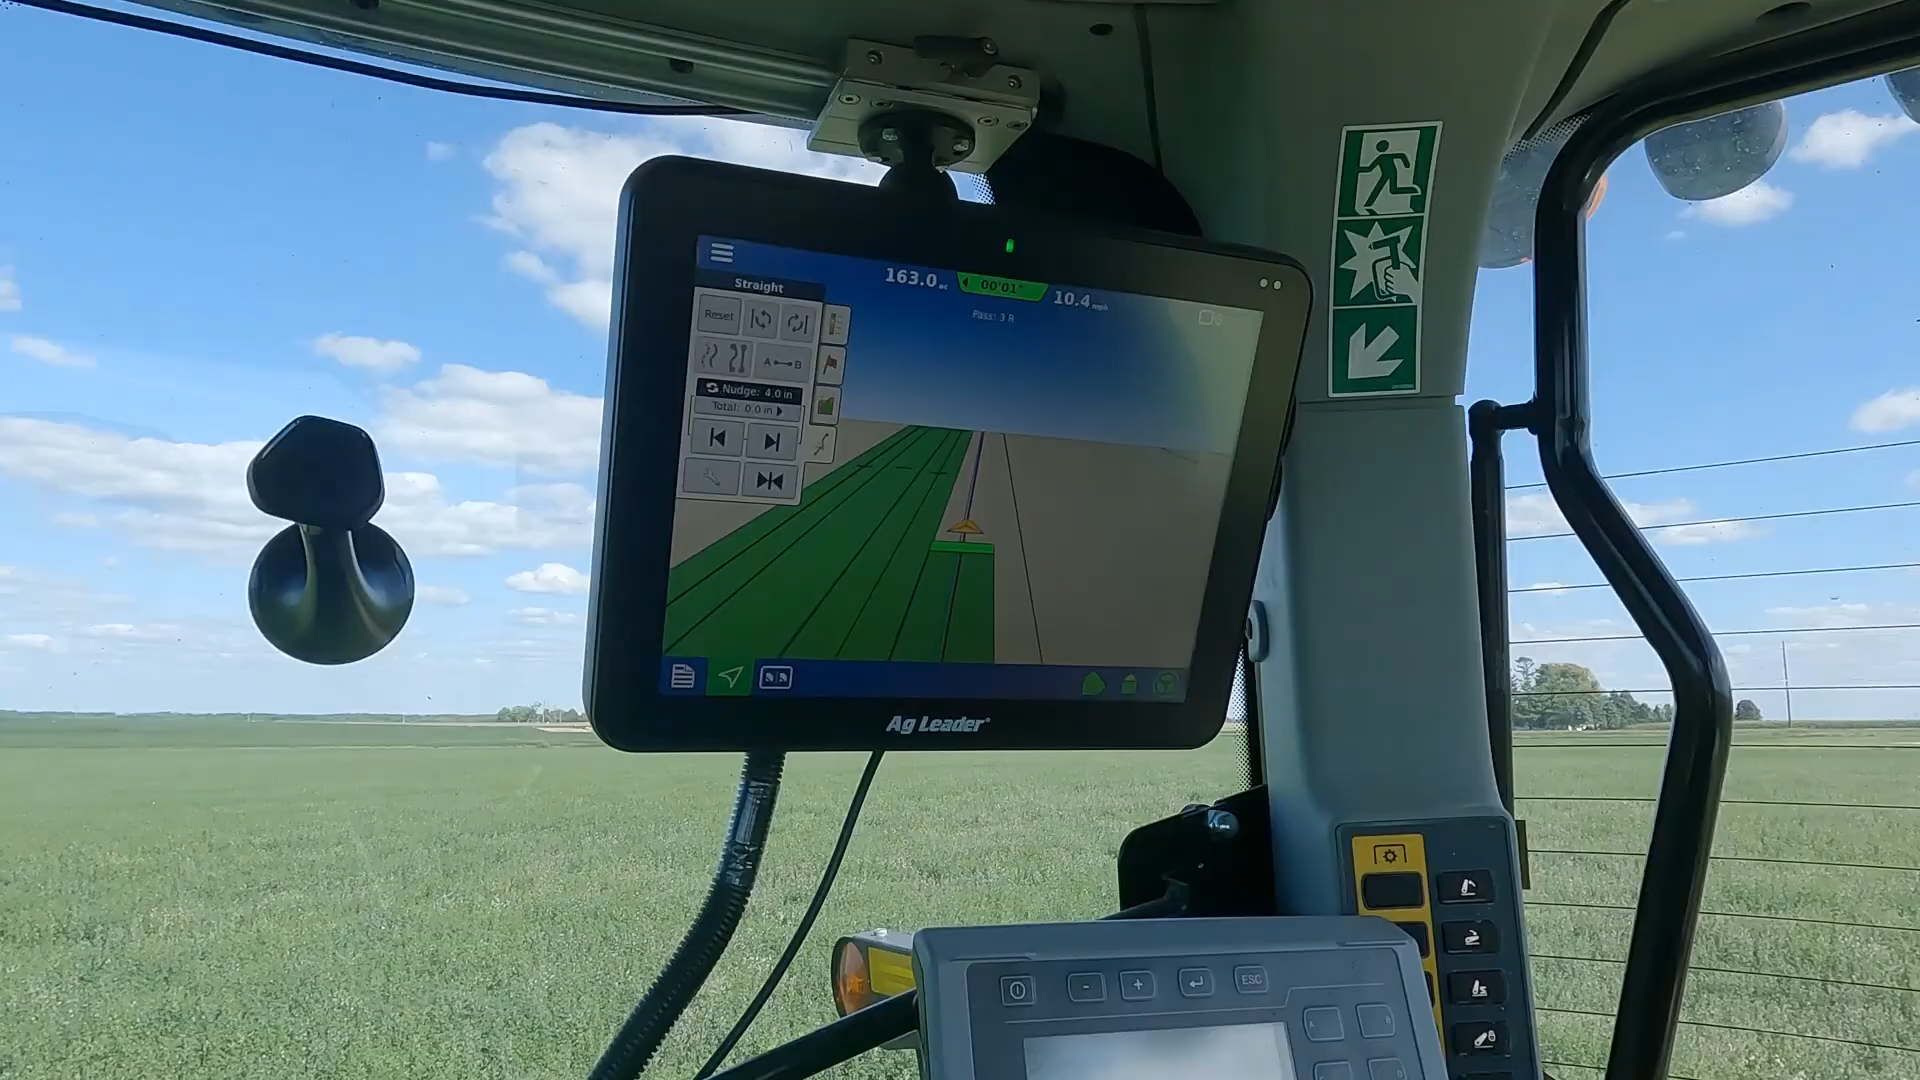 163.0 ac
00'01"
10.4 mph
Pass: 3 R
Straight
Reset
A B
Nudge: 4.0 in
Total: 0.0 in
Ag Leader®
- + ESC